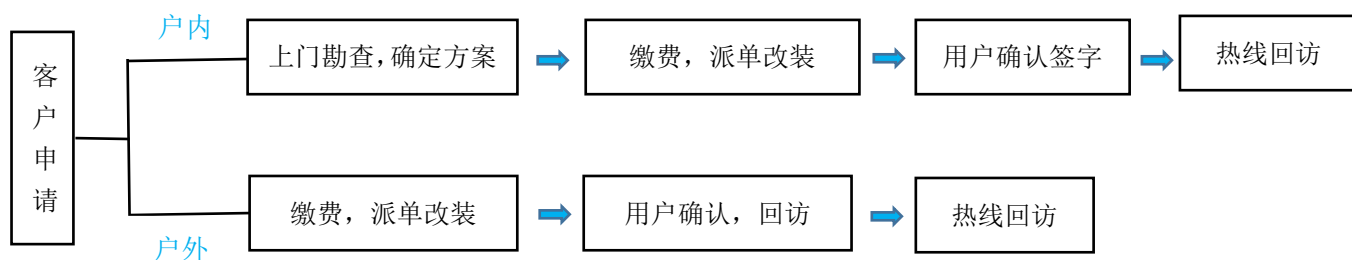 客户申请
户内
上门勘查,确定方案
缴费，派单改装
用户确认签字
热线回访
户外
缴费，派单改装
用户确认，回访
热线回访